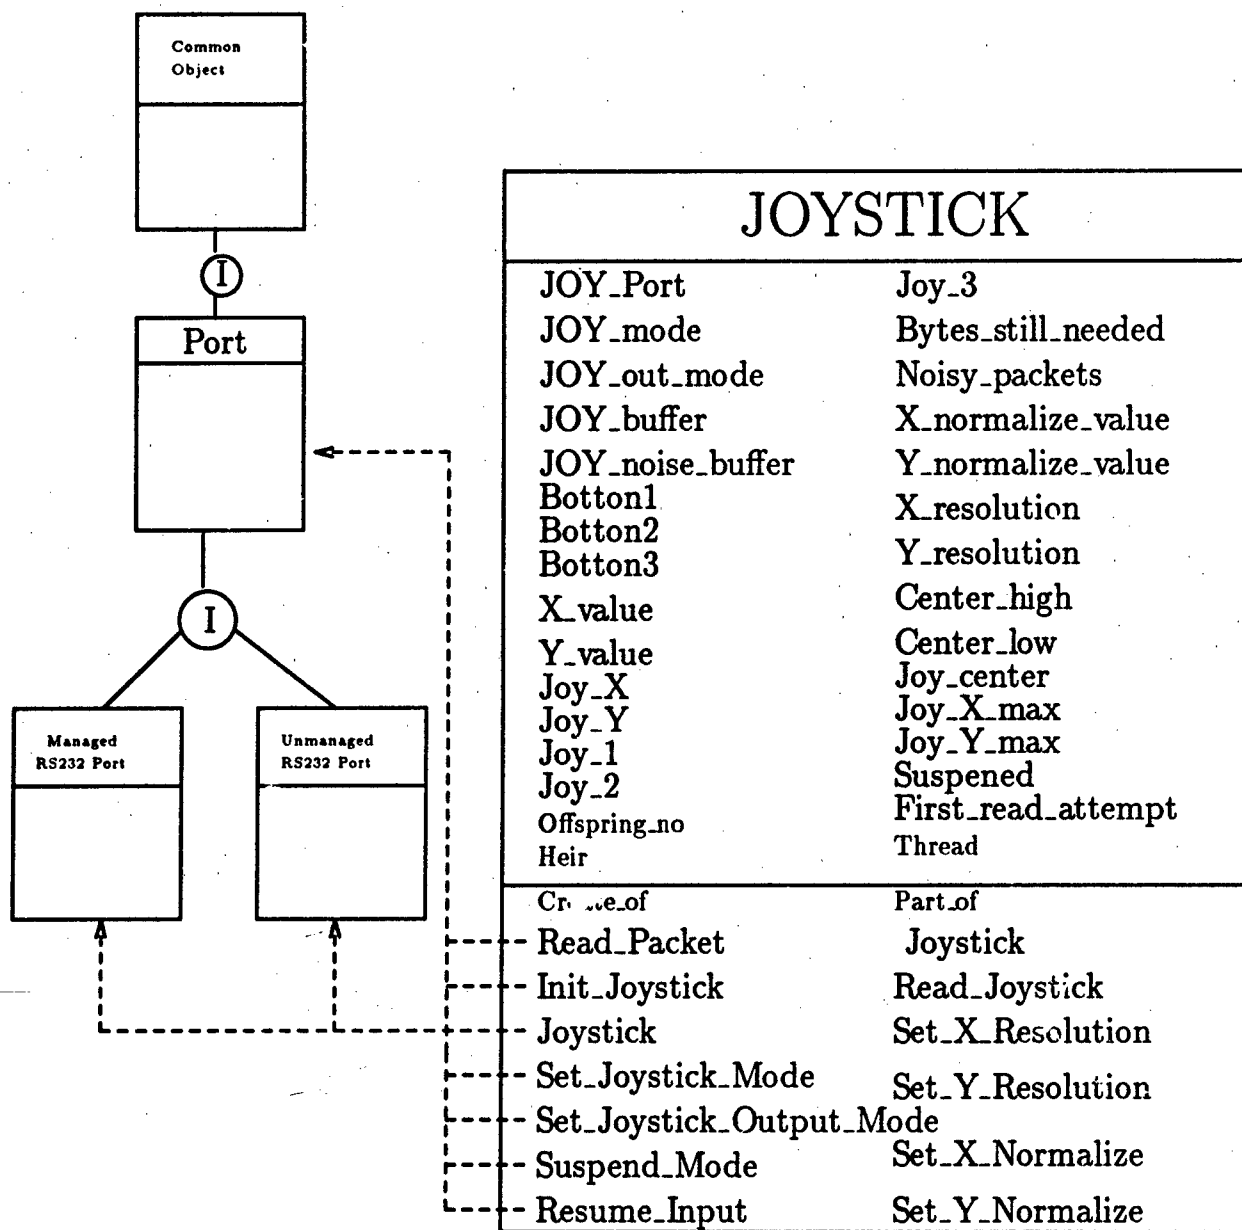 Common
Object
I
Port
I
Managed
RS232 Port
Unmanaged
RS232 Port
JOYSTICK
JOY_Port
JOY_mode
JOY_out_mode
JOY_buffer
JOY_noise_buffer
Botton1
Botton2
Botton3
X_value
Y_value
Joy_X
Joy_Y
Joy_1
Joy_2
Offspring_no
Heir
Joy_3
Bytes_still_needed
Noisy_packets
X_normalize_value
Y_normalize_value
X_resolution
Y_resolution
Center_high
Center_low
Joy_center
Joy_X_max
Joy_Y_max
Suspened
First_read_attempt
Thread
Read_Packet
Init_Joystick
Joystick
Set_Joystick_Mode
Set_Joystick_Output_Mode
Suspend_Mode
Resume_Input
Part_of
Joystick
Read_Joystick
Set_X_Resolution
Set_Y_Resolution
Set_X_Normalize
Set_Y_Normalize